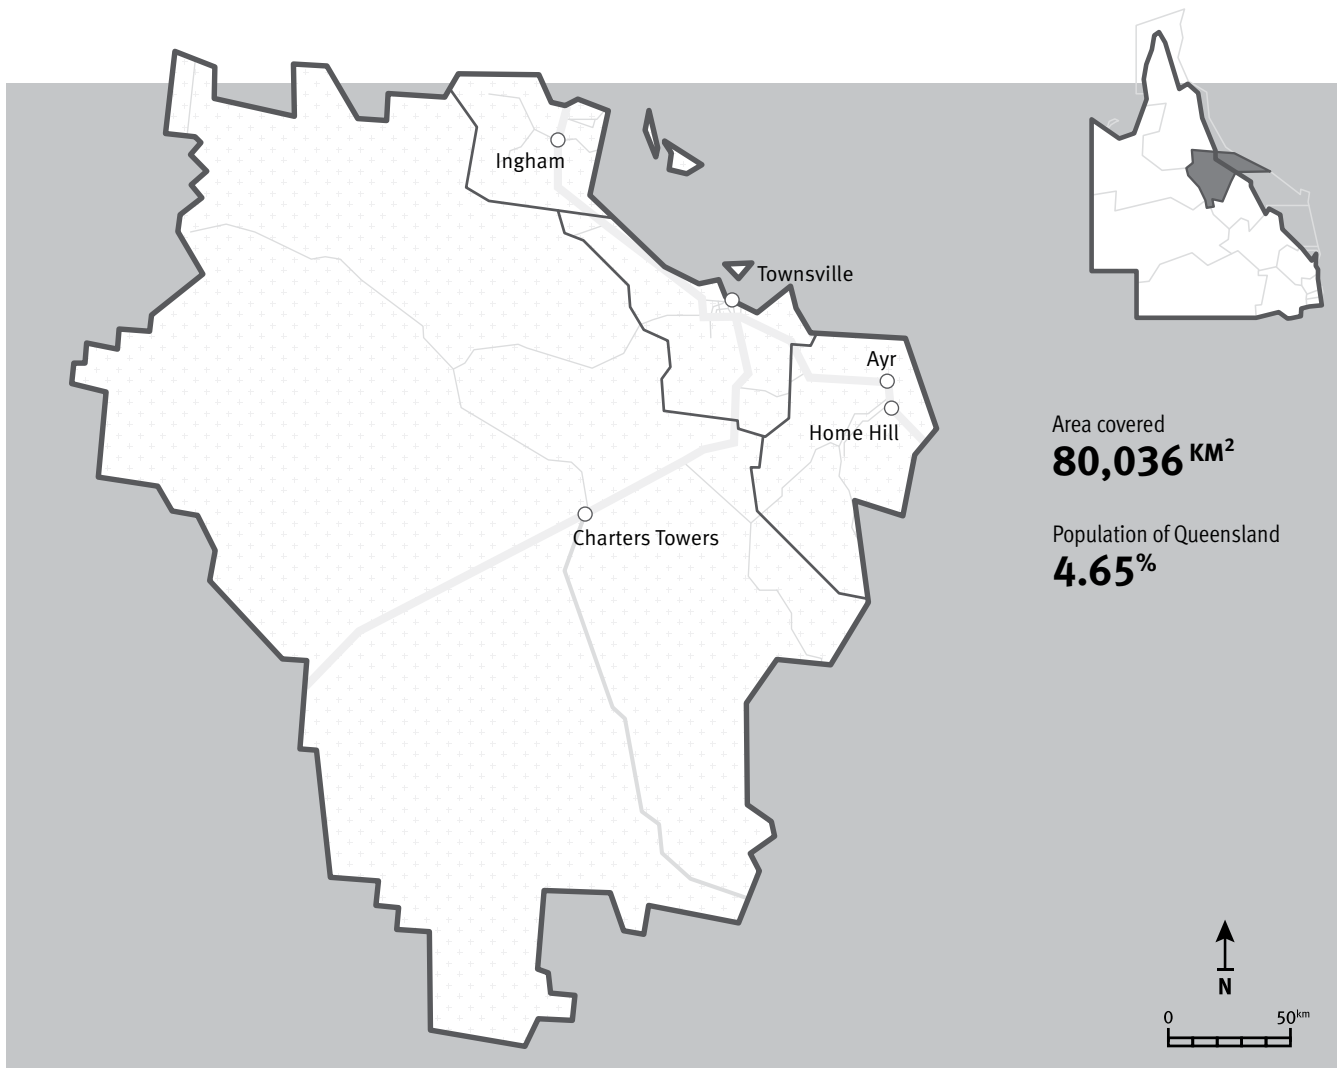 Ingham
Townsville
Ayr
Home Hill
Charters Towers
Area covered
80,036 KM²
Population of Queensland
4.65%
N
0 50km